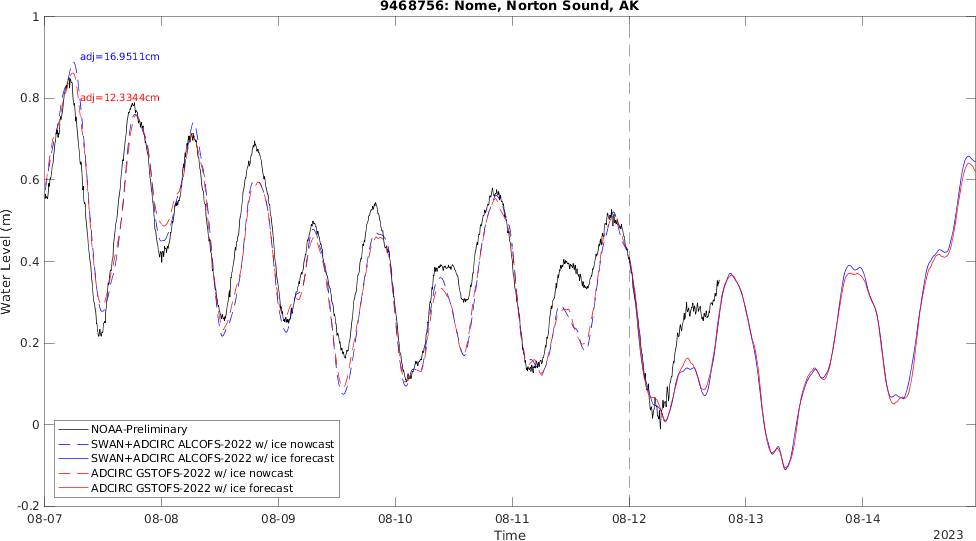 9468756: Nome, Norton Sound, AK
1
adj=16.9511cm
0.8
adj=12.3344cm
0.6
Water Level (m)
0.4
0.2
0
-0.2
NOAA-Preliminary
SWAN+ADCIRC ALCOFS-2022 w/ ice nowcast
SWAN+ADCIRC ALCOFS-2022 w/ ice forecast
ADCIRC GSTOFS-2022 w/ ice nowcast
ADCIRC GSTOFS-2022 w/ ice forecast
08-07 08-08 08-09 08-10 08-11 08-12 08-13 08-14
Time
2023